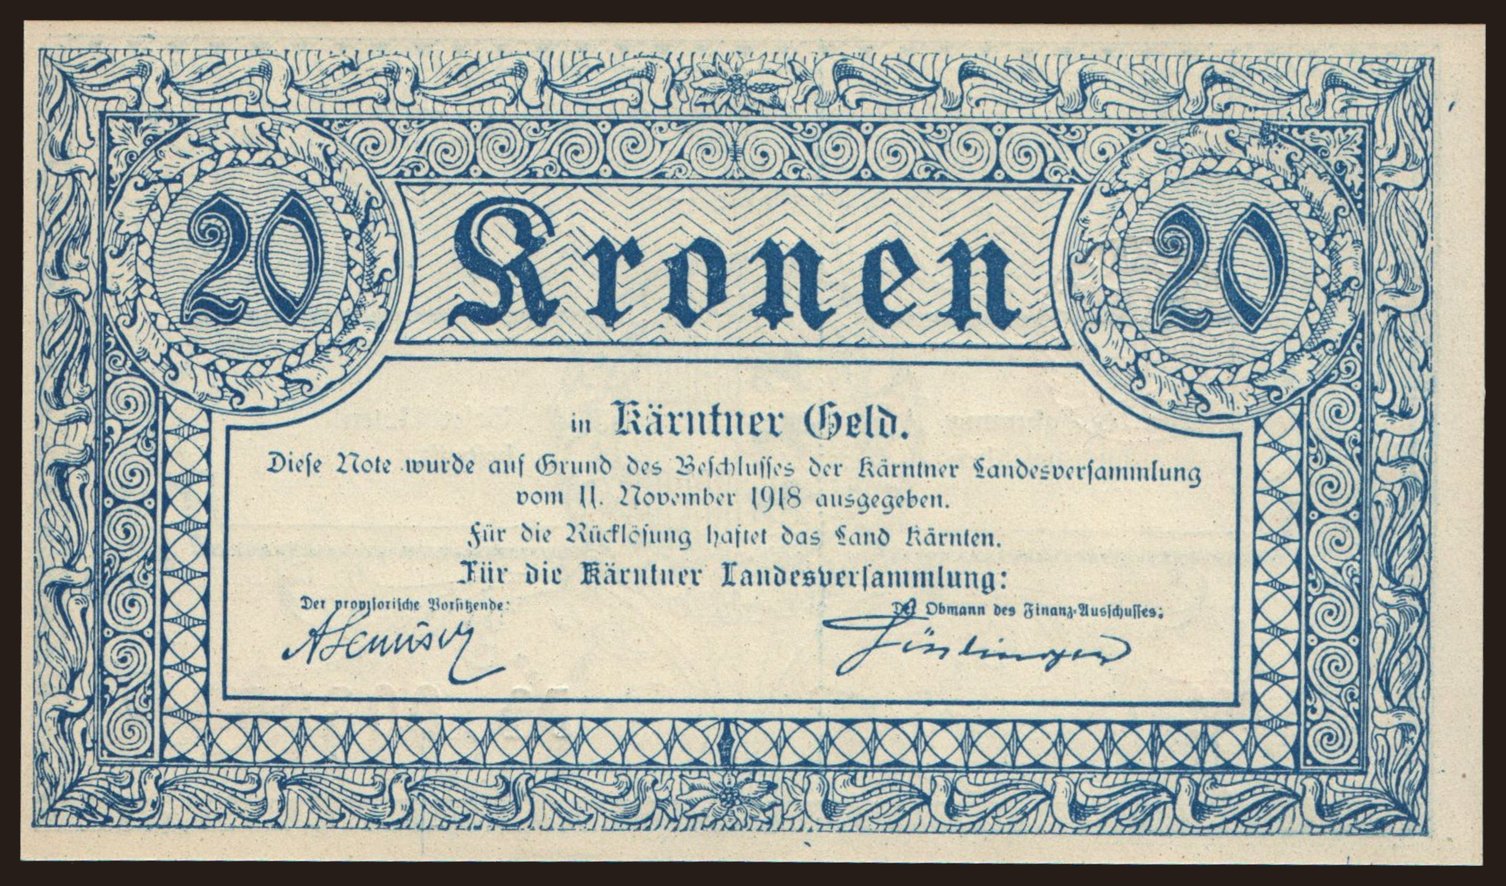 20 Kronen 20
in Kärntner Geld.
Diese Note wurde auf Grund des Beschlusses der Kärntner Landesversammlung
vom 11. November 1918 ausgegeben.
Für die Rücklösung haftet das Land Kärnten.
Für die Kärntner Landesversammlung:
Der provisorische Vorsitzende: Der Obmann des Finanz-Ausschusses: